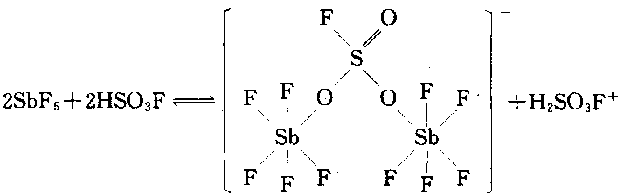 F O
S
2SbF₅+2HSO₃F ⇌ [ F F O O F F ]⁻ +H₂SO₃F⁺
Sb Sb
F F F F F F